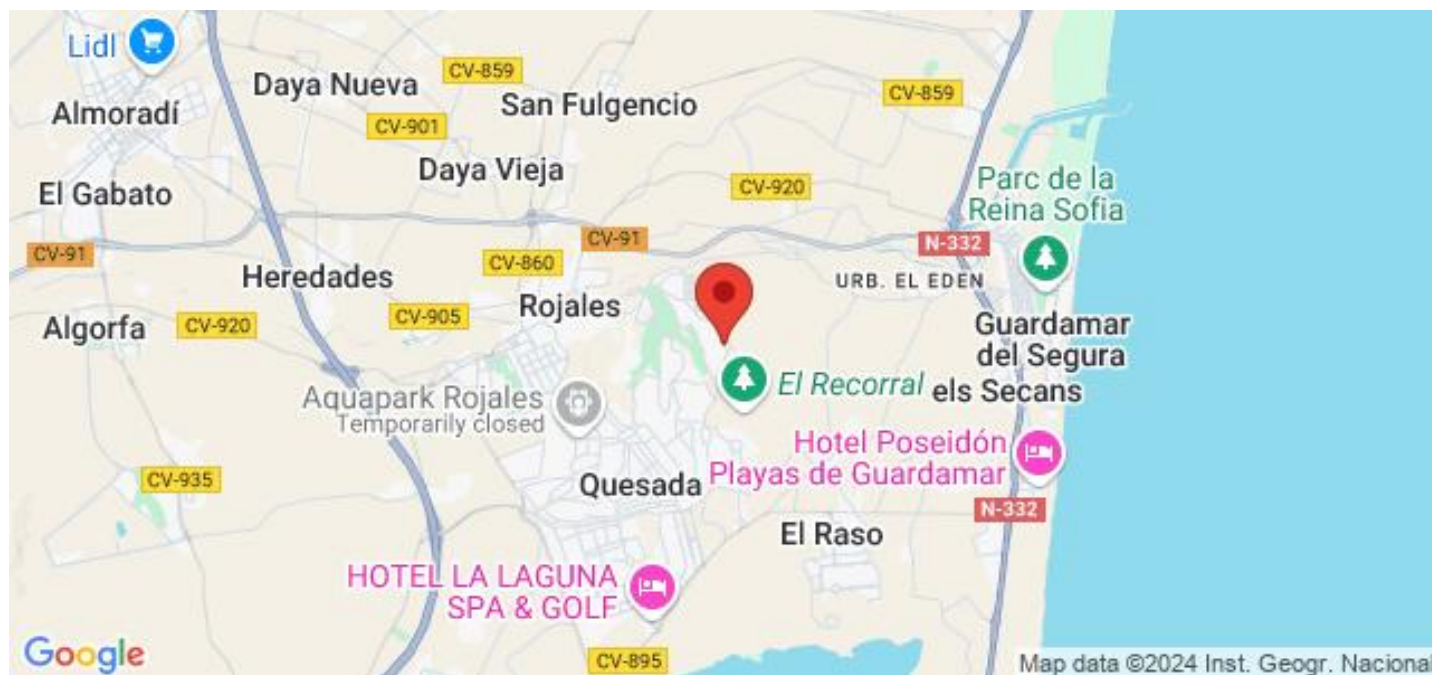 Lidl
Daya Nueva
CV-859
San Fulgencio
CV-859
Almoradí
CV-901
Daya Vieja
El Gabato
CV-920
Parc de la
Reina Sofia
CV-91
CV-91
N-332
CV-860
Heredades
URB. EL EDEN
Rojales
Algorfa
CV-920
CV-905
Guardamar
del Segura
Aquapark Rojales
Temporarily closed
El Recorral
els Secans
Hotel Poseidón
Playas de Guardamar
CV-935
Quesada
N-332
El Raso
HOTEL LA LAGUNA
SPA & GOLF
Google
CV-895
Map data ©2024 Inst. Geogr. Nacional